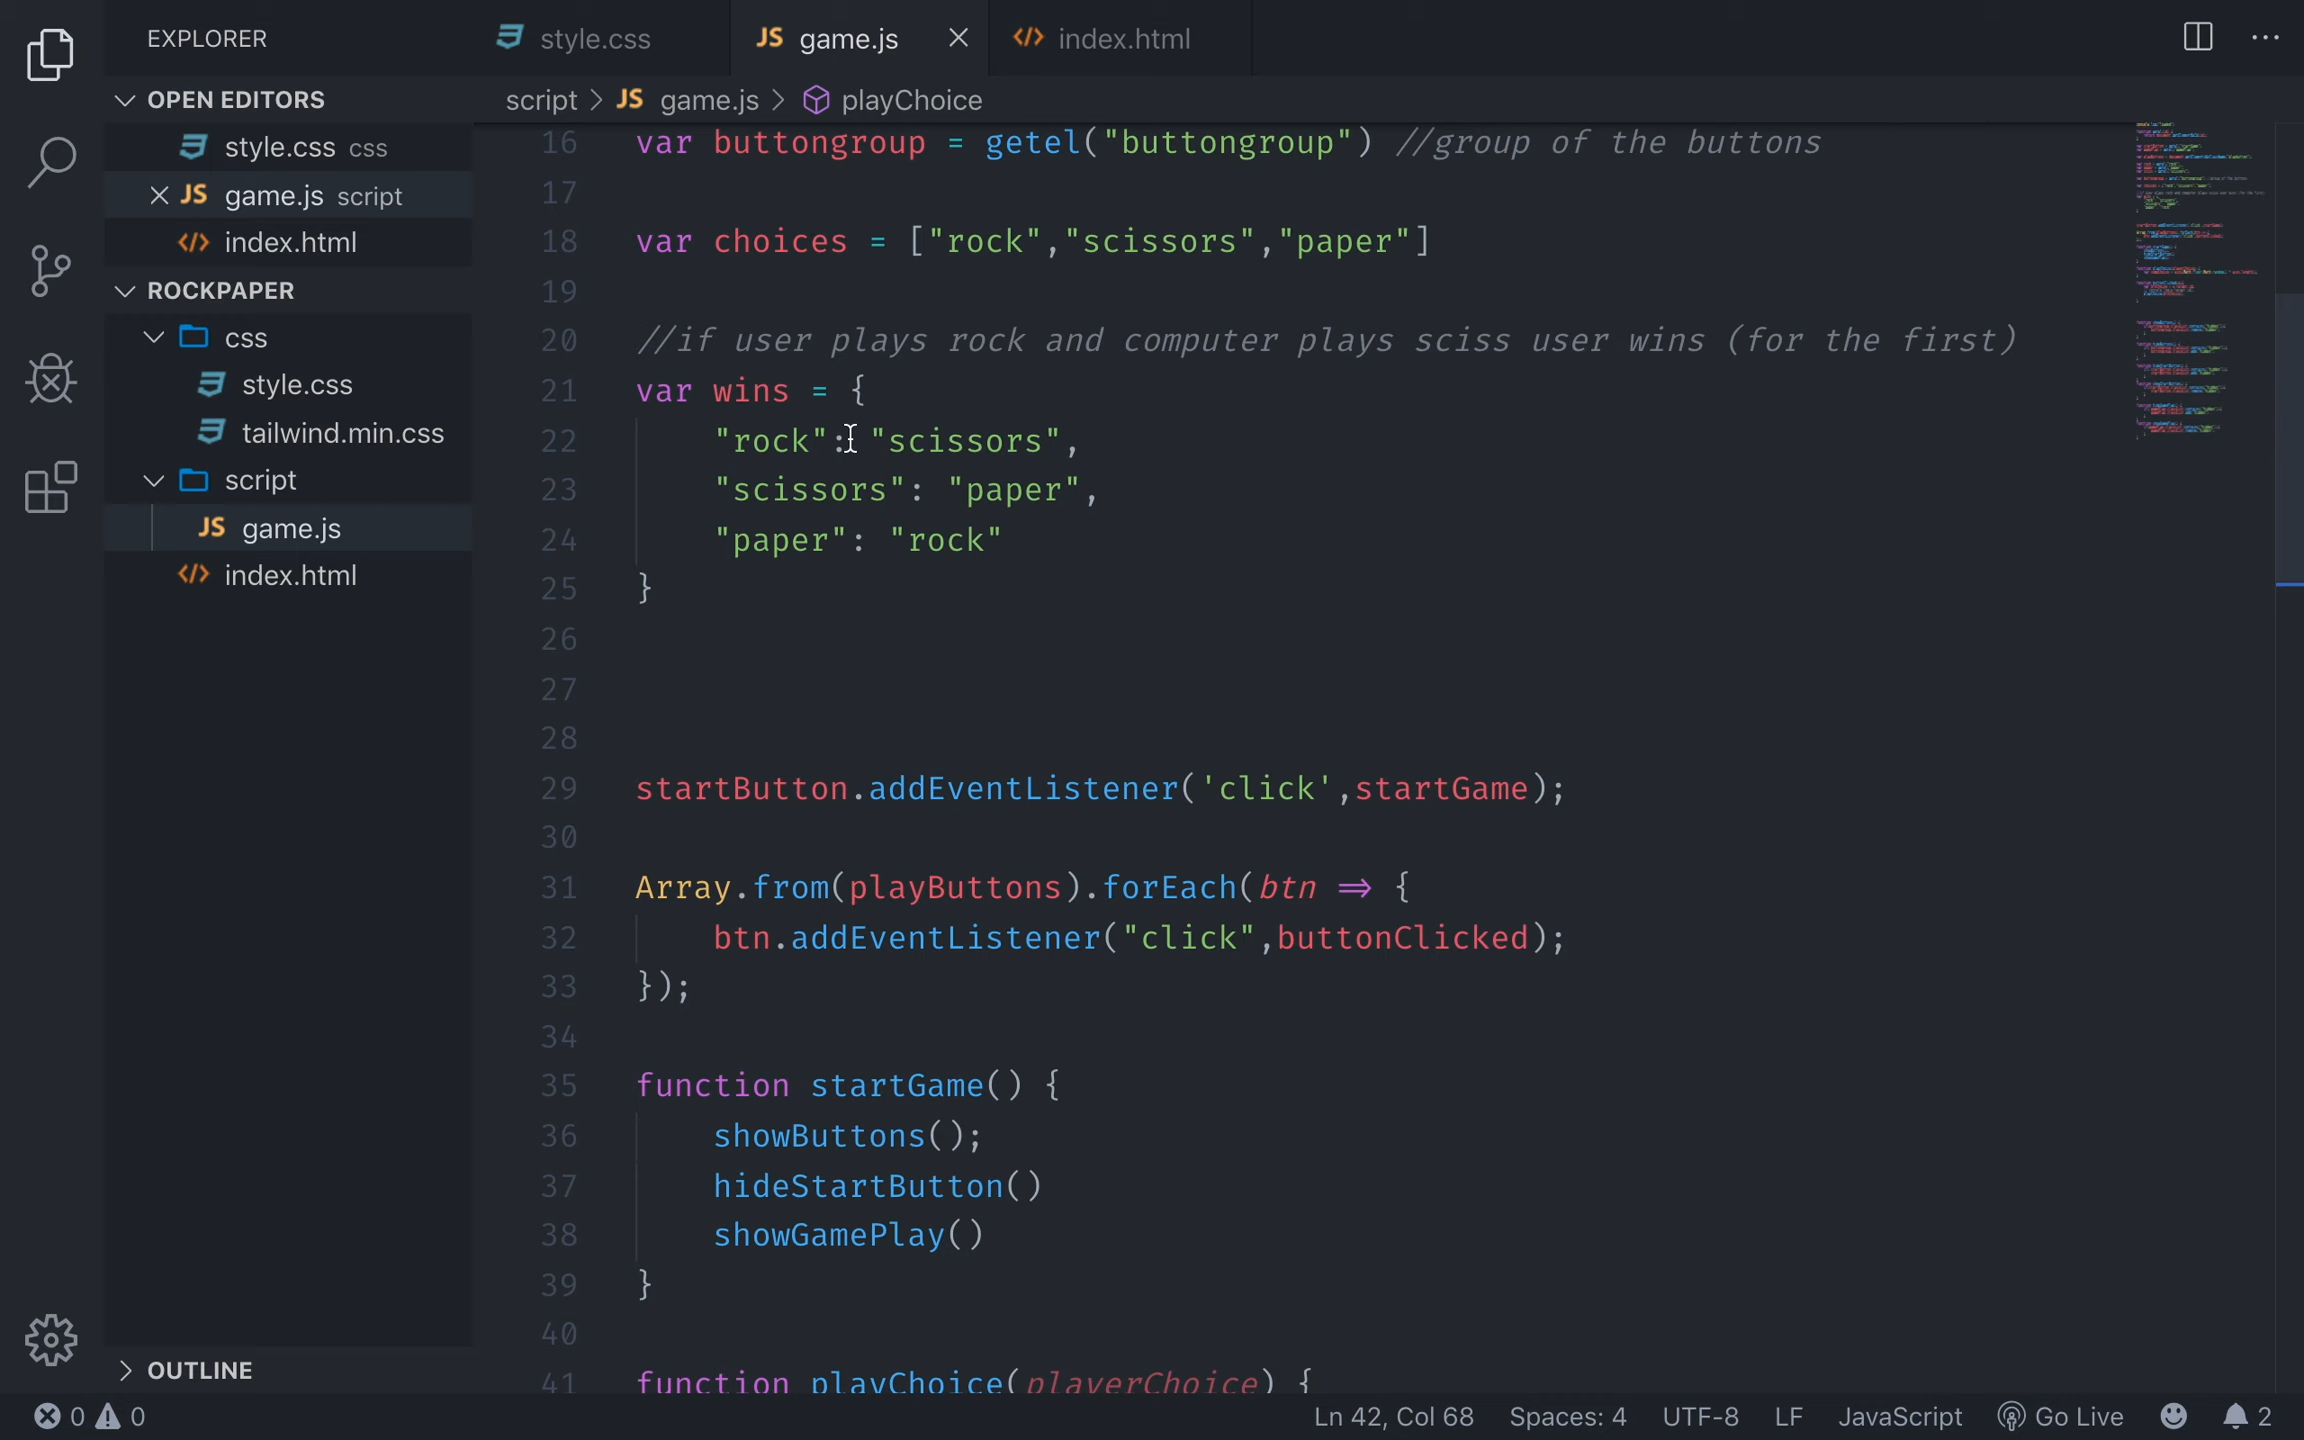 EXPLORER
style.css
JS game.js
index.html
OPEN EDITORS
script > JS game.js > playChoice
style.css css
JS game.js script
index.html
ROCKPAPER
css
style.css
tailwind.min.css
script
JS game.js
index.html
OUTLINE
16 var buttongroup = getel("buttongroup") //group of the buttons
17
18 var choices = ["rock","scissors","paper"]
19
20 //if user plays rock and computer plays sciss user wins (for the first)
21 var wins = {
22 "rock": "scissors",
23 "scissors": "paper",
24 "paper": "rock"
25 }
26
27
28
29 startButton.addEventListener('click',startGame);
30
31 Array.from(playButtons).forEach(btn => {
32 btn.addEventListener("click",buttonClicked);
33 });
34
35 function startGame() {
36 showButtons();
37 hideStartButton()
38 showGamePlay()
39 }
40
41 function playChoice(playerChoice) {
0 0
Ln 42, Col 68 Spaces: 4 UTF-8 LF JavaScript Go Live 2